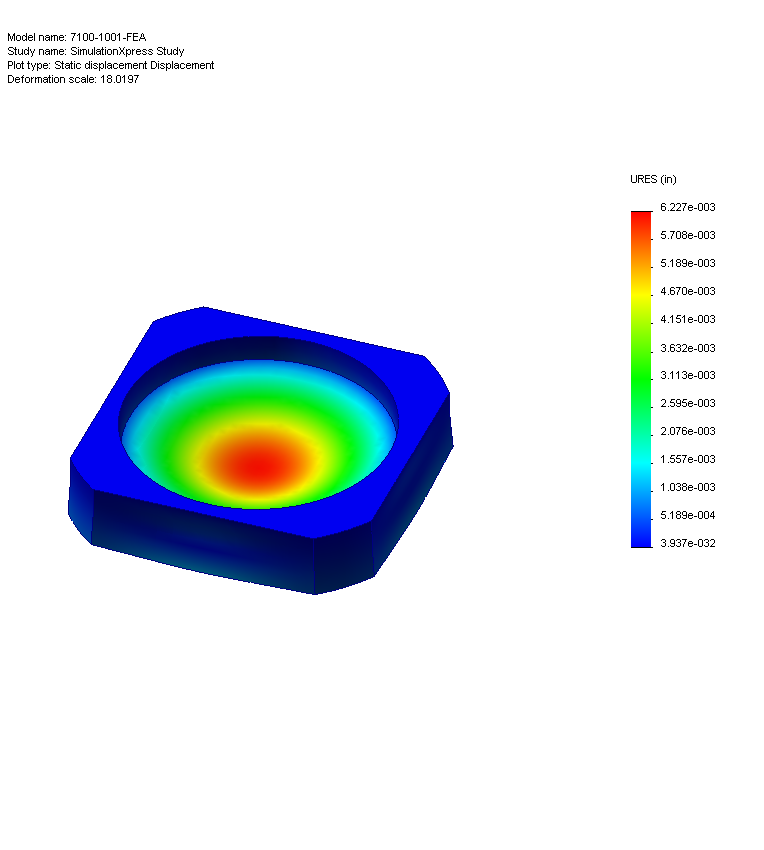 Model name: 7100-1001-FEA
Study name: SimulationXpress Study
Plot type: Static displacement Displacement
Deformation scale: 18.0197
URES (in)
6.227e-003
5.708e-003
5.189e-003
4.670e-003
4.151e-003
3.632e-003
3.113e-003
2.595e-003
2.076e-003
1.557e-003
1.038e-003
5.189e-004
3.937e-032